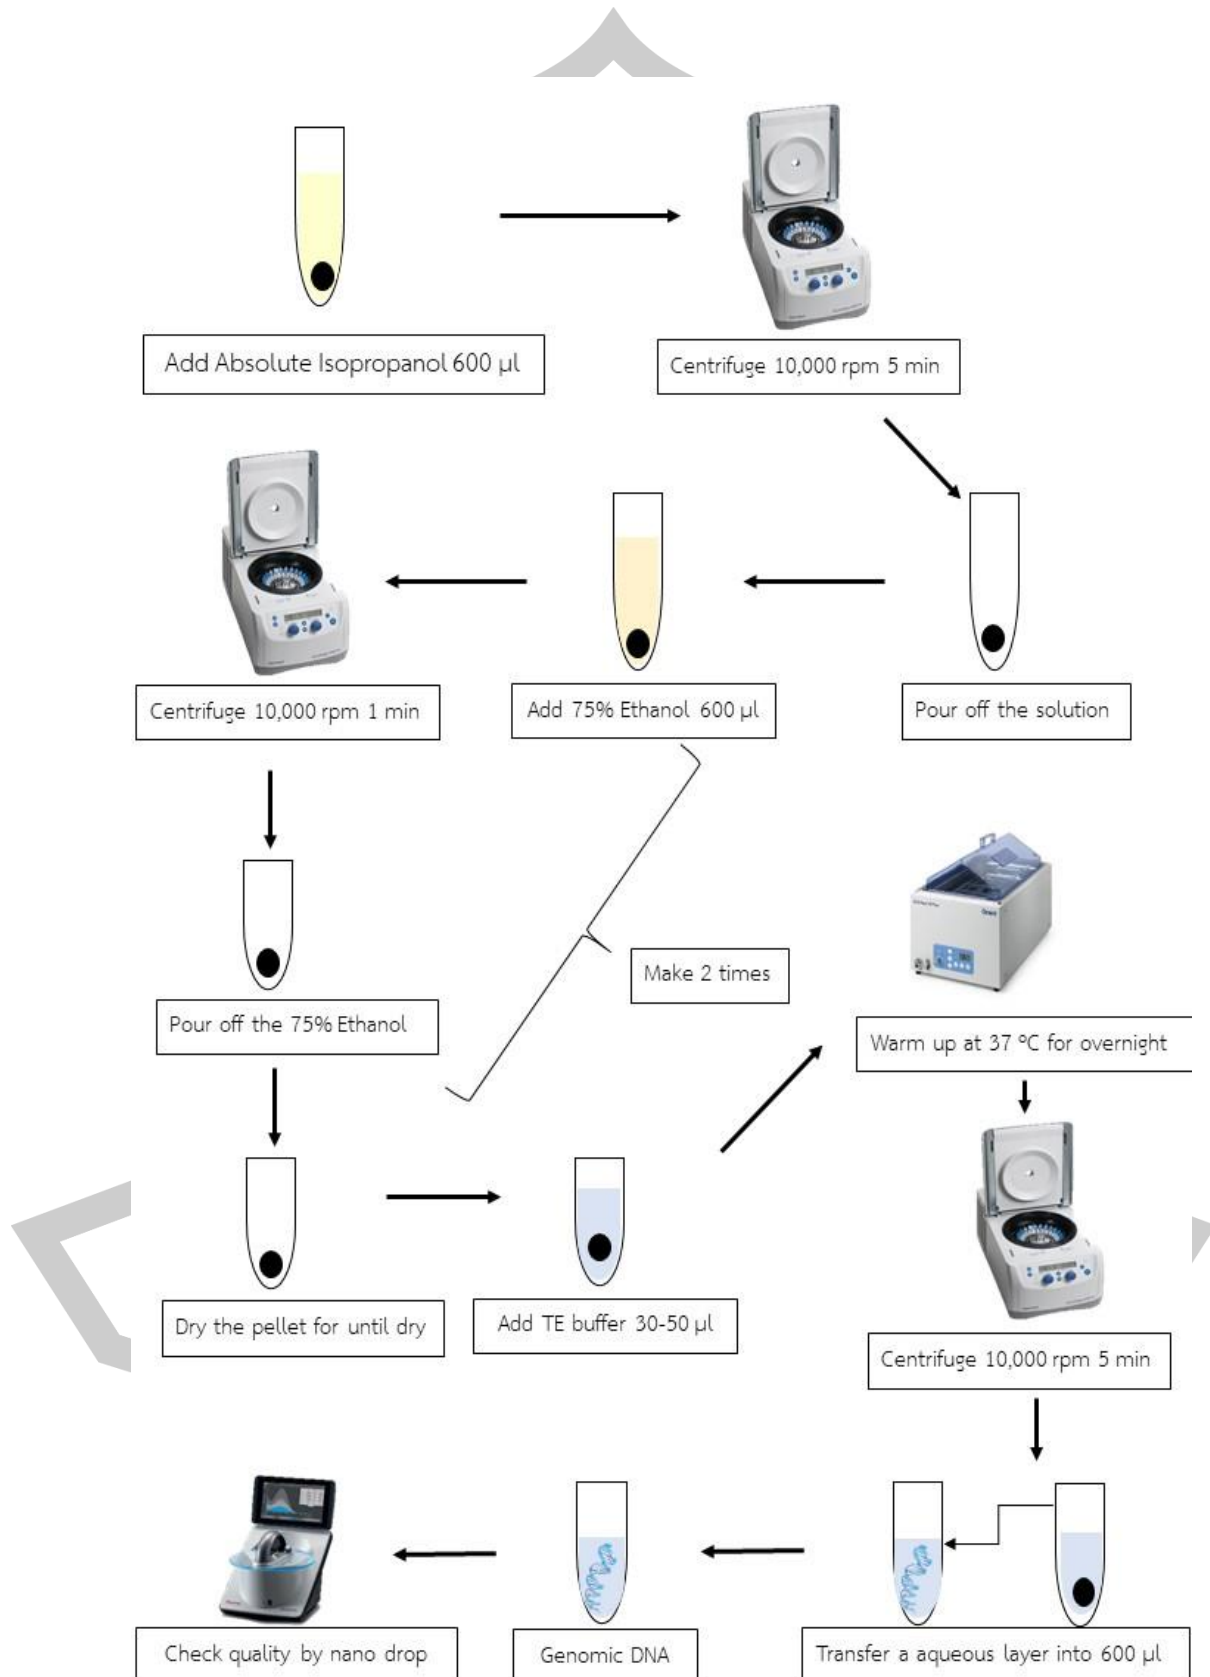 Add Absolute Isopropanol 600 µl
Centrifuge 10,000 rpm 5 min
Pour off the solution
Add 75% Ethanol 600 µl
Centrifuge 10,000 rpm 1 min
Pour off the 75% Ethanol
Make 2 times
Dry the pellet for until dry
Add TE buffer 30-50 µl
Warm up at 37 ºC for overnight
Centrifuge 10,000 rpm 5 min
Transfer a aqueous layer into 600 µl
Genomic DNA
Check quality by nano drop